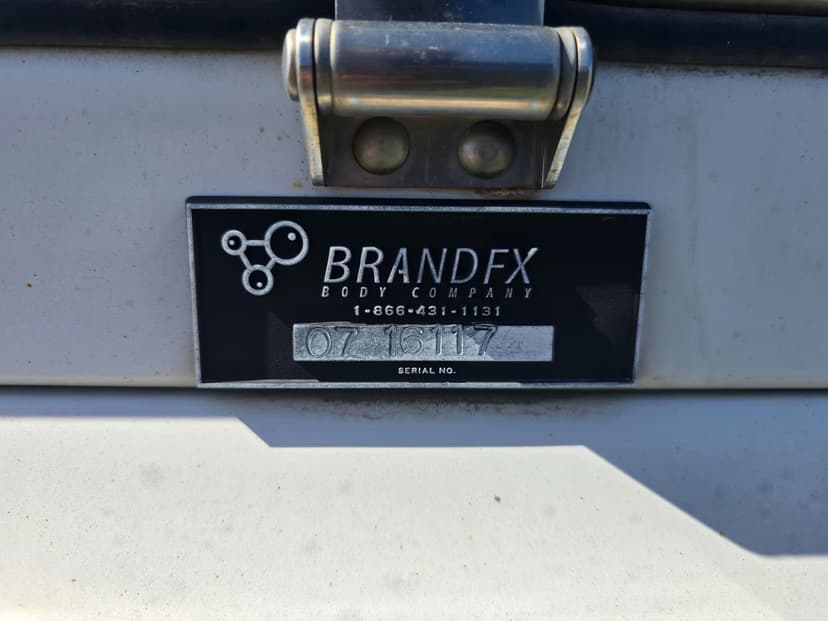 BRANDFX
BODY COMPANY
1-866-431-1131
07 16117
SERIAL NO.